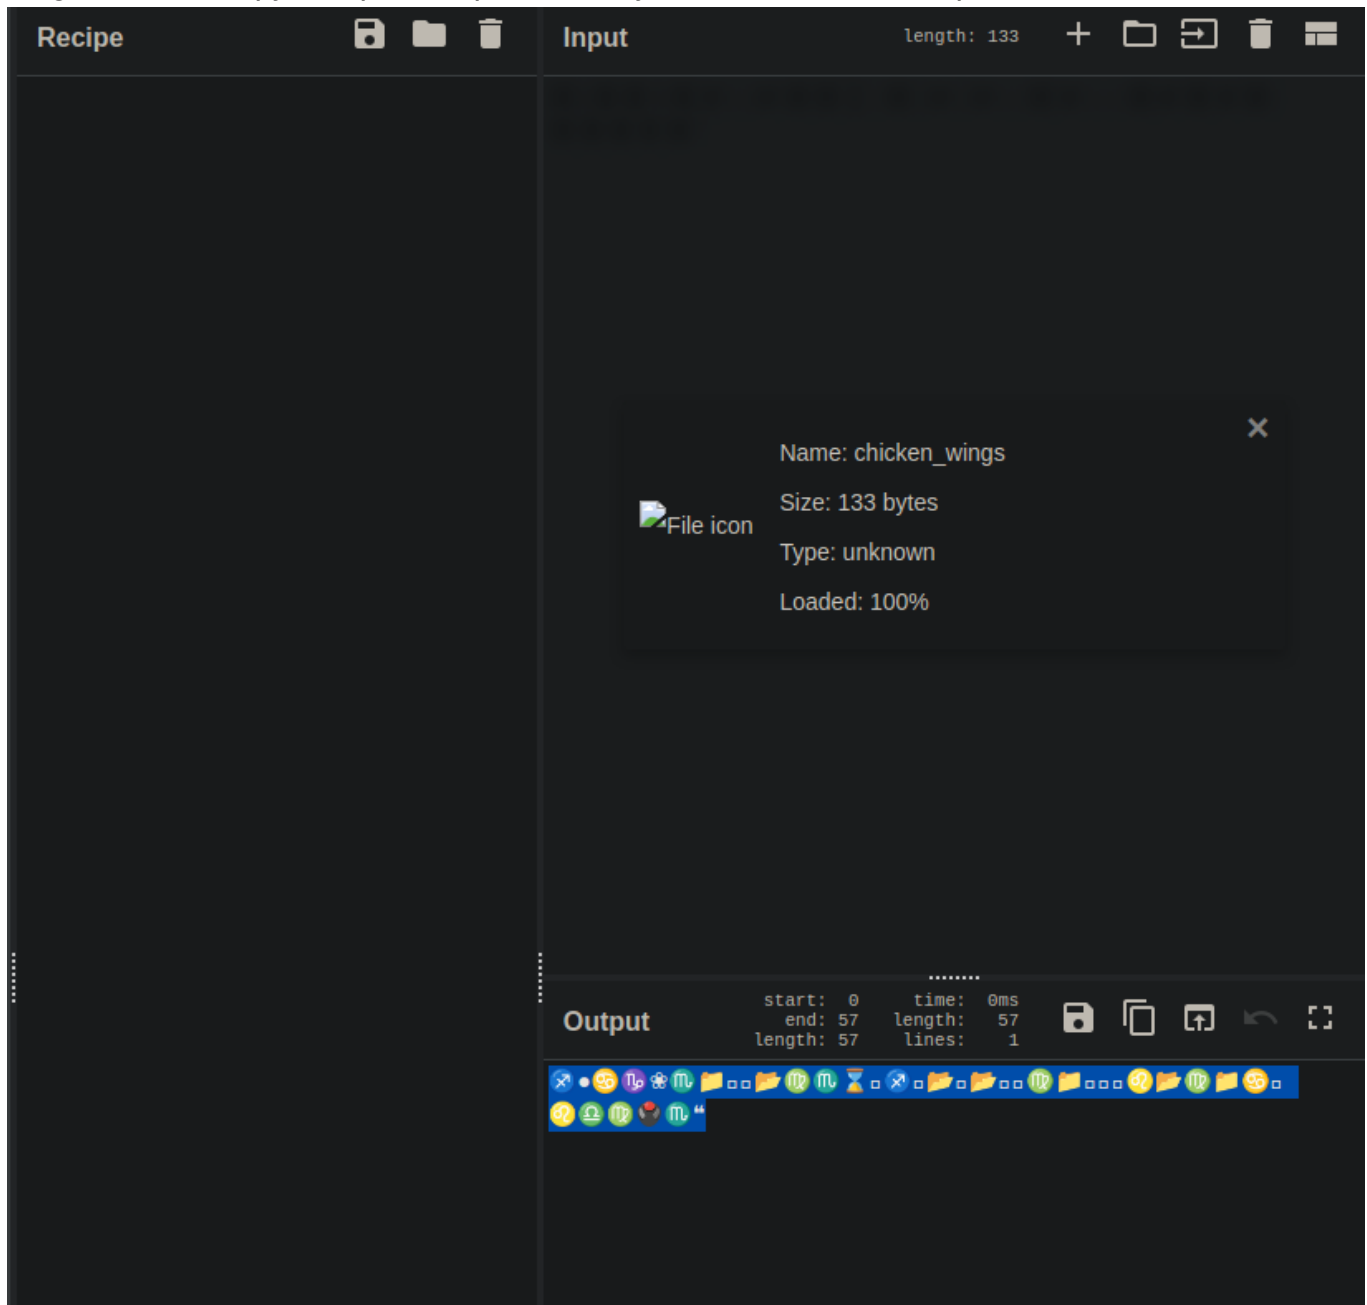 Recipe
Input
length: 133
Name: chicken_wings
Size: 133 bytes
File icon
Type: unknown
Loaded: 100%
Output
start: 0
end: 57
length: 57
time: 0ms
length: 57
lines: 1
♐●♋♑❀♏📁◻◻📂♍♏⌛◻♐◻📂◻📂◻◻♍📁◻◻◻♌📂♍📁♋◻
♌♎♍🖲♏❝